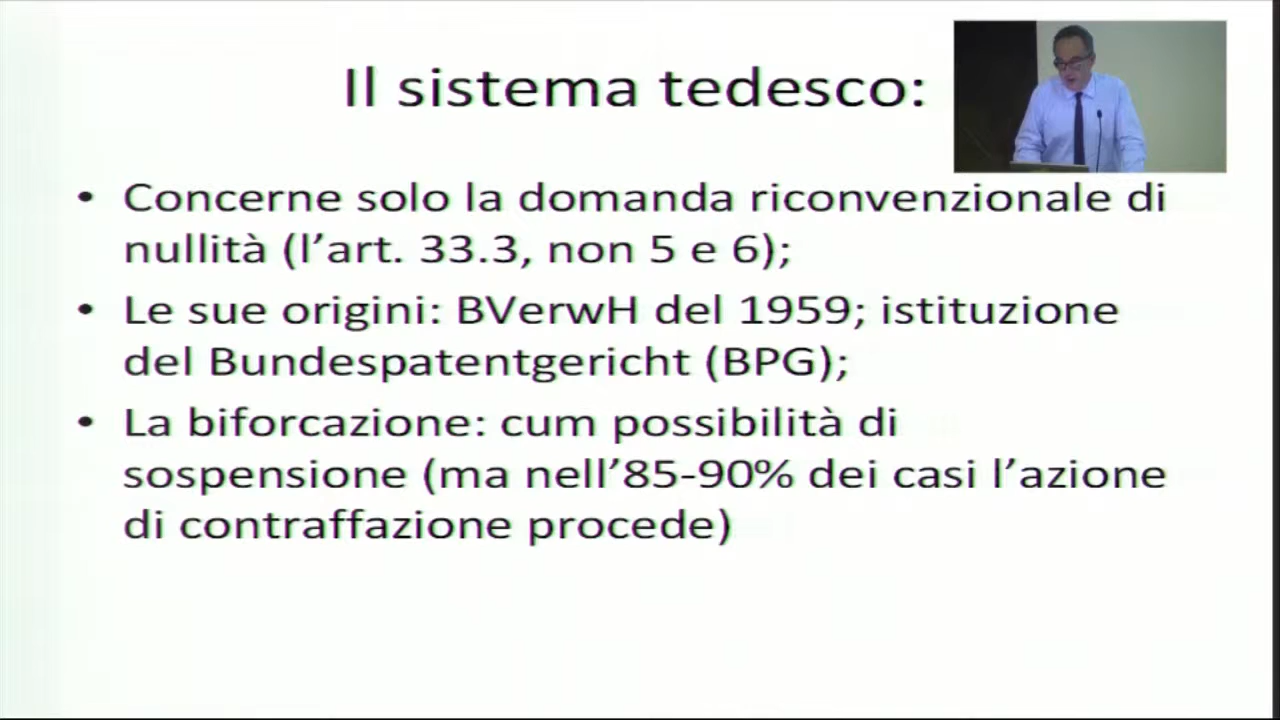 Il sistema tedesco:
• Concerne solo la domanda riconvenzionale di
nullità (l'art. 33.3, non 5 e 6);
• Le sue origini: BVerwH del 1959; istituzione
del Bundespatentgericht (BPG);
• La biforcazione: cum possibilità di
sospensione (ma nell'85-90% dei casi l'azione
di contraffazione procede)